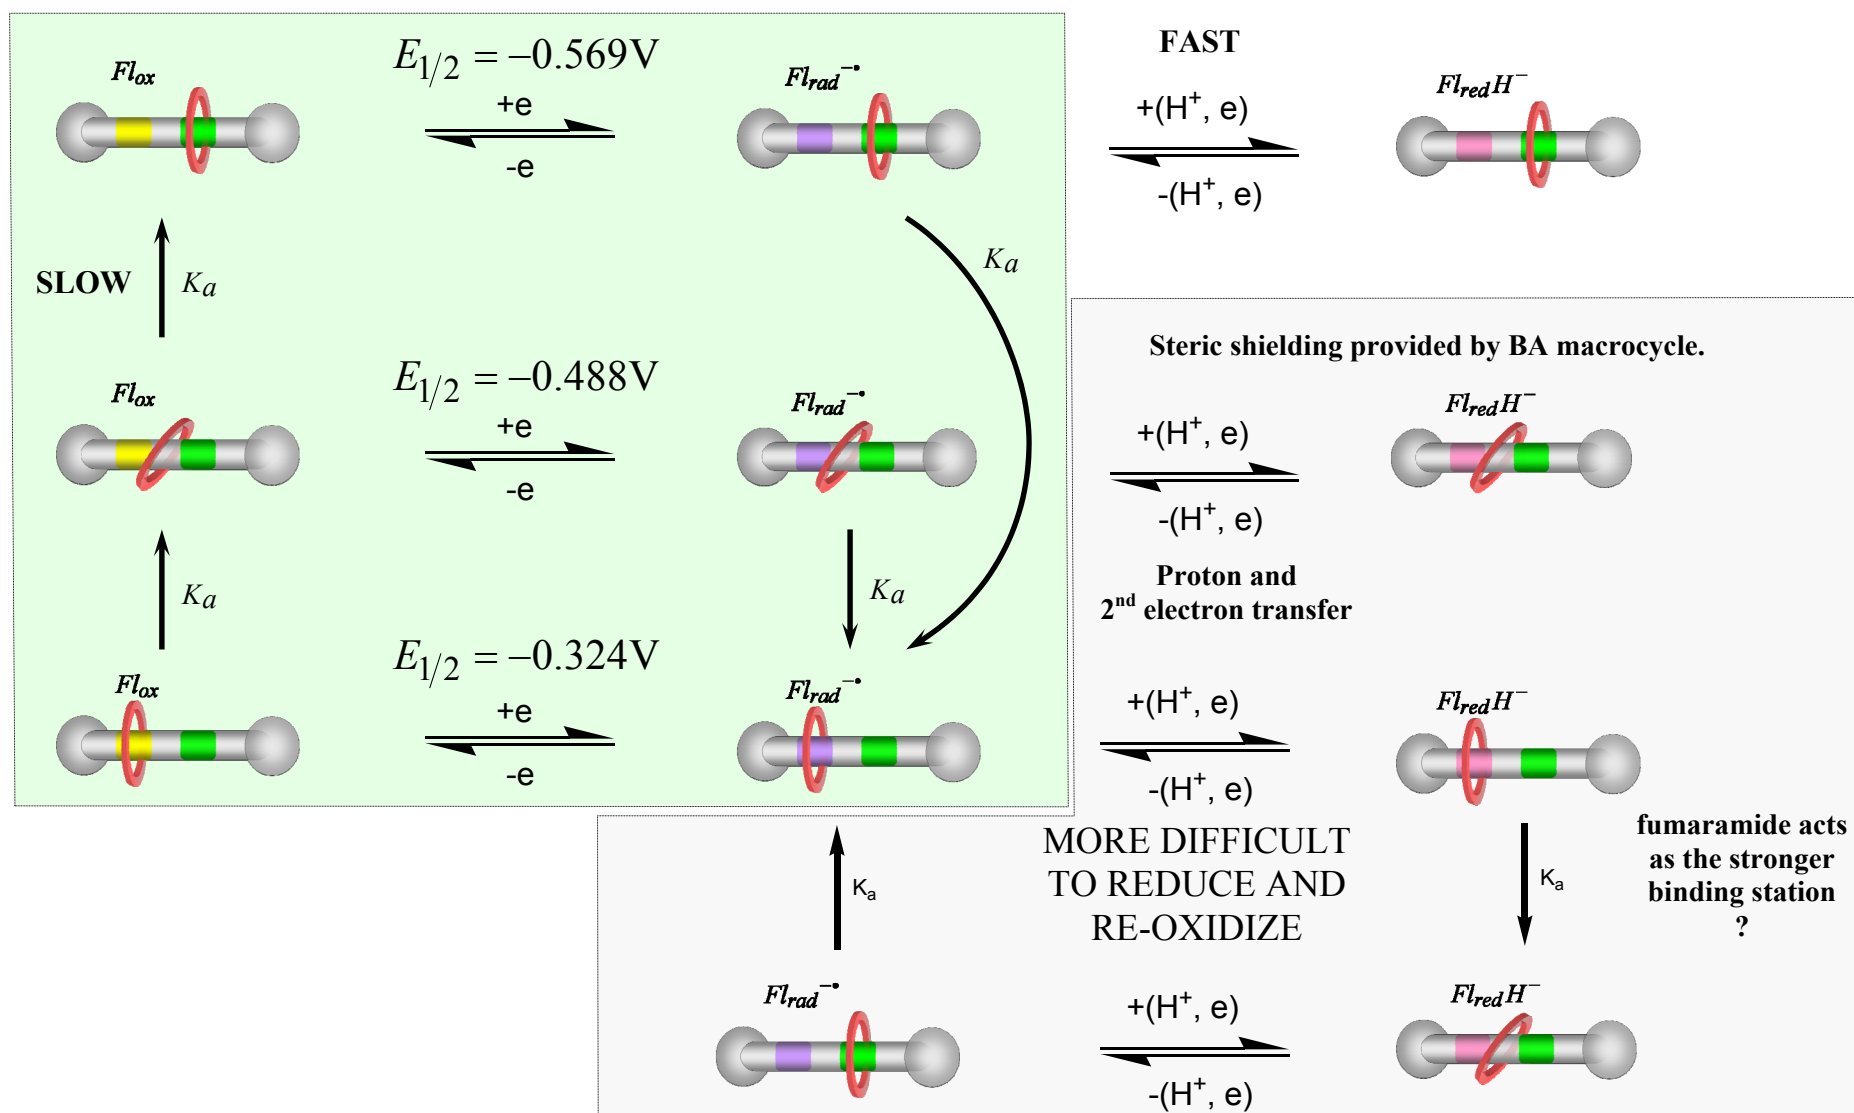 Fl_ox
E_1/2 = −0.569V
+e
-e
Fl_rad^−•
FAST
+(H⁺, e)
-(H⁺, e)
Fl_red H⁻
SLOW
K_a
K_a
Steric shielding provided by BA macrocycle.
Fl_ox
E_1/2 = −0.488V
+e
-e
Fl_rad^−•
+(H⁺, e)
-(H⁺, e)
Fl_red H⁻
K_a
K_a
Proton and
2nd electron transfer
Fl_ox
E_1/2 = −0.324V
+e
-e
Fl_rad^−•
+(H⁺, e)
-(H⁺, e)
Fl_red H⁻
K_a
MORE DIFFICULT
TO REDUCE AND
RE-OXIDIZE
K_a
fumaramide acts
as the stronger
binding station
?
Fl_rad^−•
+(H⁺, e)
-(H⁺, e)
Fl_red H⁻